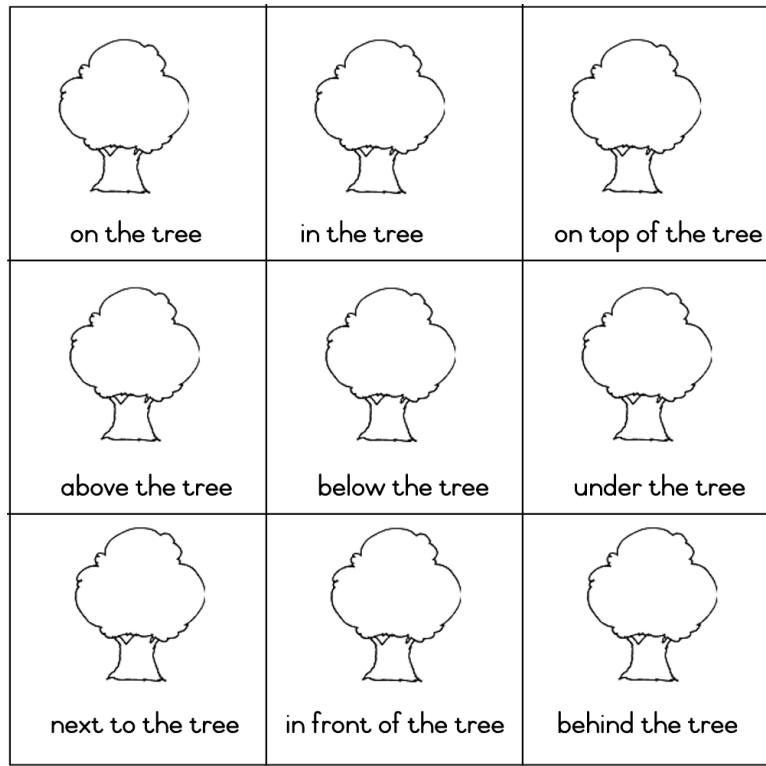 on the tree
in the tree
on top of the tree
above the tree
below the tree
under the tree
next to the tree
in front of the tree
behind the tree